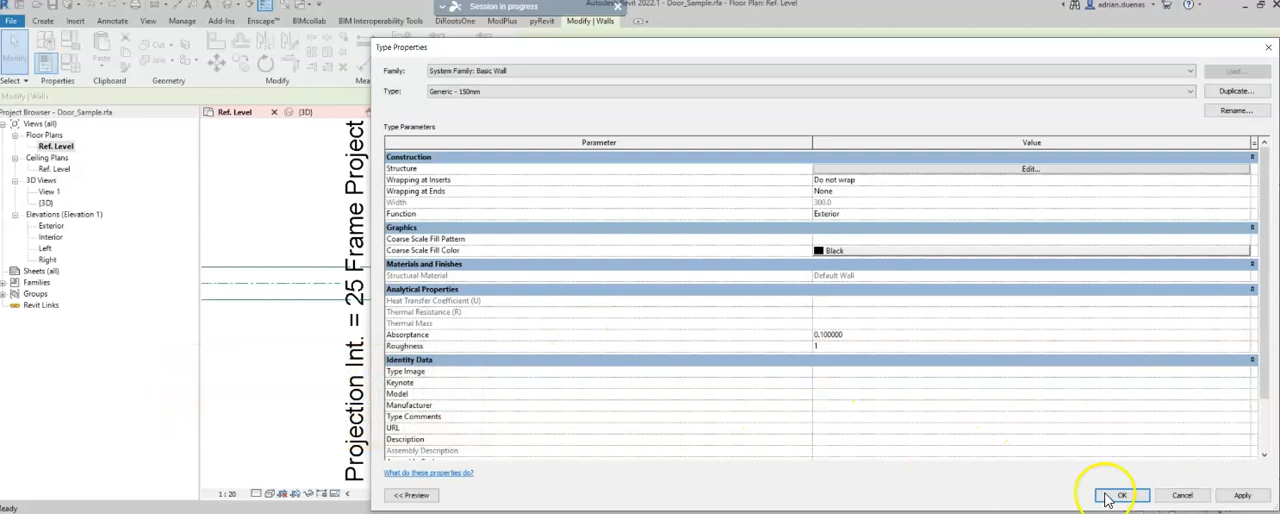 Session in progress
Autodesk Revit 2022.1 - Door_Sample.rfa - Floor Plan: Ref. Level
adrian.duenas
File Create Insert Annotate View Manage Add-Ins Enscape™ BIMcollab BIM Interoperability Tools DiRootsOne ModPlus pyRevit Modify | Walls
Modify
Cut
Join
Select Properties Clipboard Geometry Modify
Modify | Walls
Project Browser - Door_Sample.rfa
Views (all)
Floor Plans
Ref. Level
Ceiling Plans
Ref. Level
3D Views
View 1
{3D}
Elevations (Elevation 1)
Exterior
Interior
Left
Right
Sheets (all)
Families
Groups
Revit Links
Ref. Level
{3D}
Projection Int. = 25 Frame Project
1 : 20
Ready
Type Properties
Family: System Family: Basic Wall
Type: Generic - 150mm Duplicate...
Rename...
Type Parameters
Parameter Value =
Construction
Structure Edit...
Wrapping at Inserts Do not wrap
Wrapping at Ends None
Width 300.0
Function Exterior
Graphics
Coarse Scale Fill Pattern
Coarse Scale Fill Color Black
Materials and Finishes
Structural Material Default Wall
Analytical Properties
Heat Transfer Coefficient (U)
Thermal Resistance (R)
Thermal Mass
Absorptance 0.100000
Roughness 1
Identity Data
Type Image
Keynote
Model
Manufacturer
Type Comments
URL
Description
Assembly Description
What do these properties do?
<< Preview OK Cancel Apply